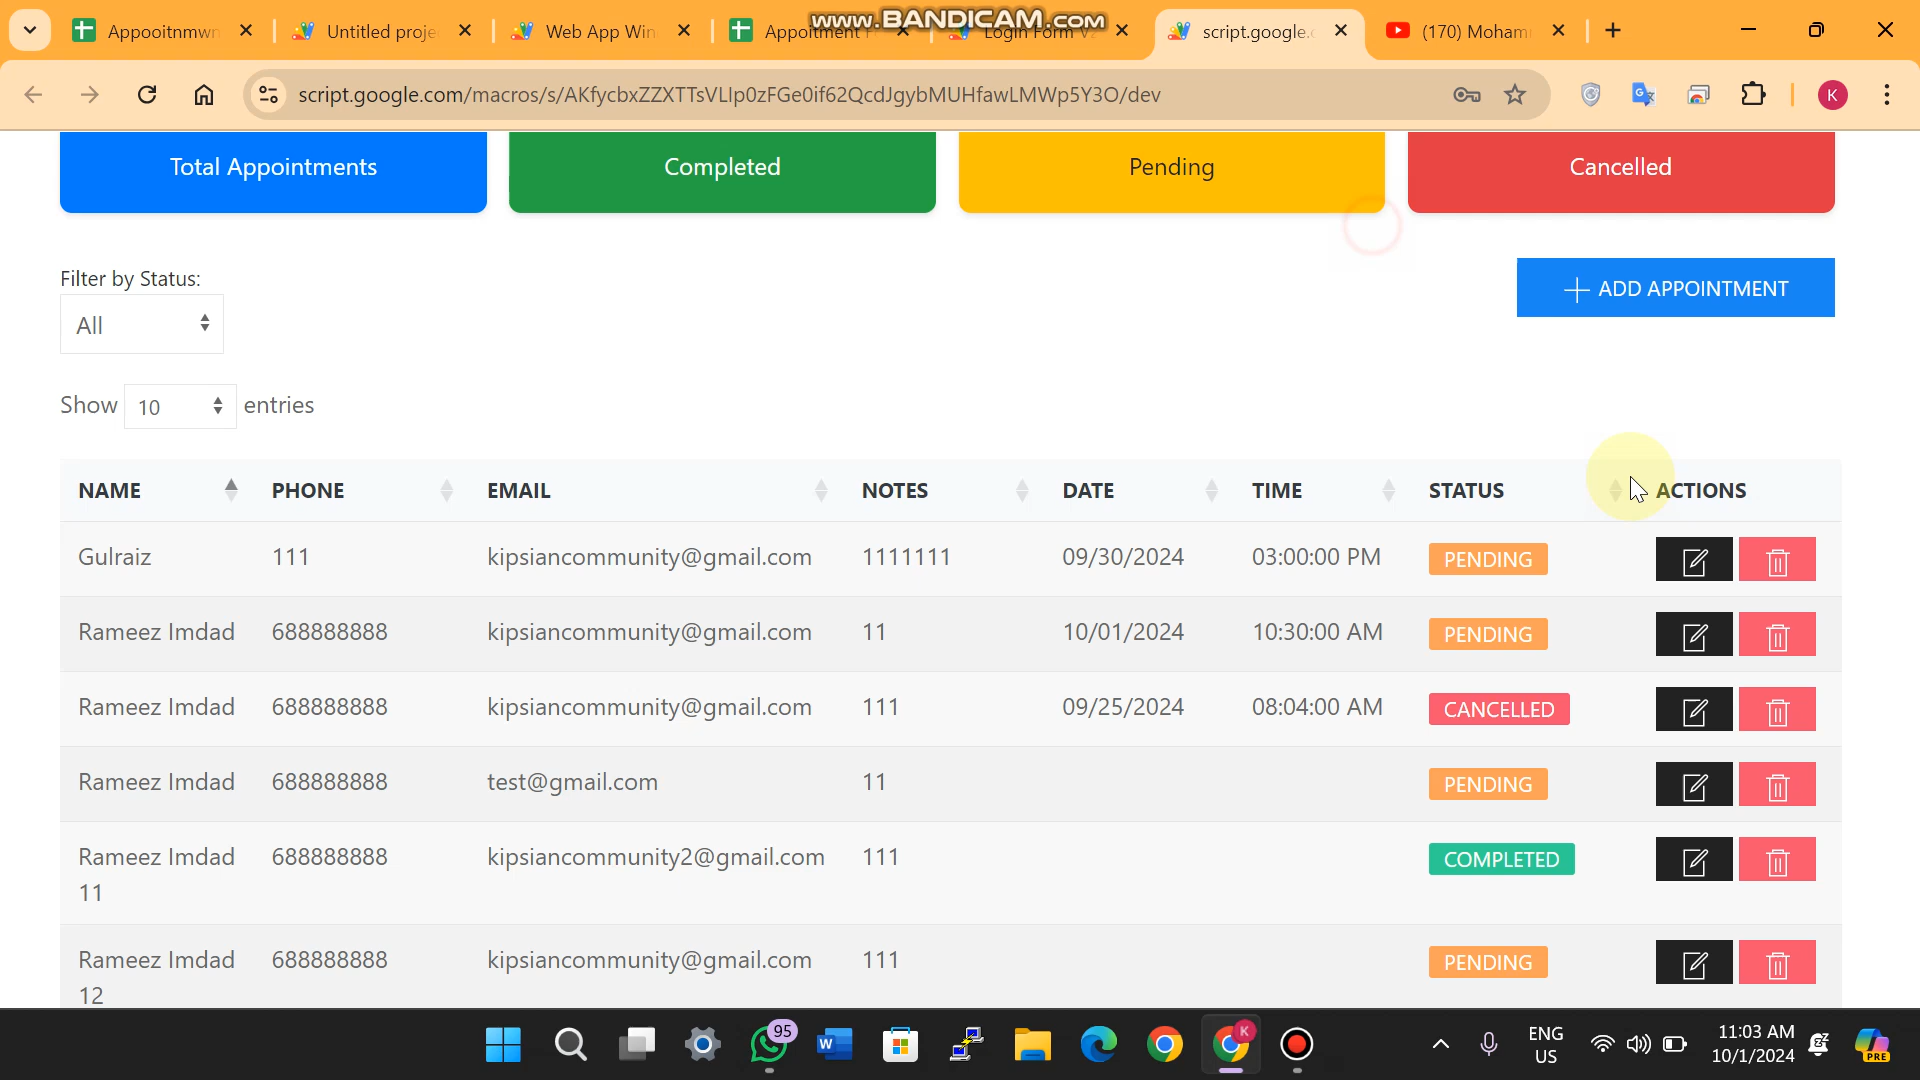 Appooitnmwn
Untitled proje
Web App Win
Appoitment F
Login Form V2
script.google.c
(170) Moham
www.BANDICAM.com
script.google.com/macros/s/AKfycbxZZXTTsVLIp0zFGe0if62QcdJgybMUHfawLMWp5Y3O/dev
K
Total Appointments
Completed
Pending
Cancelled
Filter by Status:
All
ADD APPOINTMENT
Show 10 entries
NAME PHONE EMAIL NOTES DATE TIME STATUS ACTIONS
Gulraiz 111 kipsiancommunity@gmail.com 1111111 09/30/2024 03:00:00 PM PENDING
Rameez Imdad 688888888 kipsiancommunity@gmail.com 11 10/01/2024 10:30:00 AM PENDING
Rameez Imdad 688888888 kipsiancommunity@gmail.com 111 09/25/2024 08:04:00 AM CANCELLED
Rameez Imdad 688888888 test@gmail.com 11 PENDING
Rameez Imdad 688888888 kipsiancommunity2@gmail.com 111 COMPLETED
11
Rameez Imdad 688888888 kipsiancommunity@gmail.com 111 PENDING
12
95
W
K
ENG
US
11:03 AM
10/1/2024
PRE